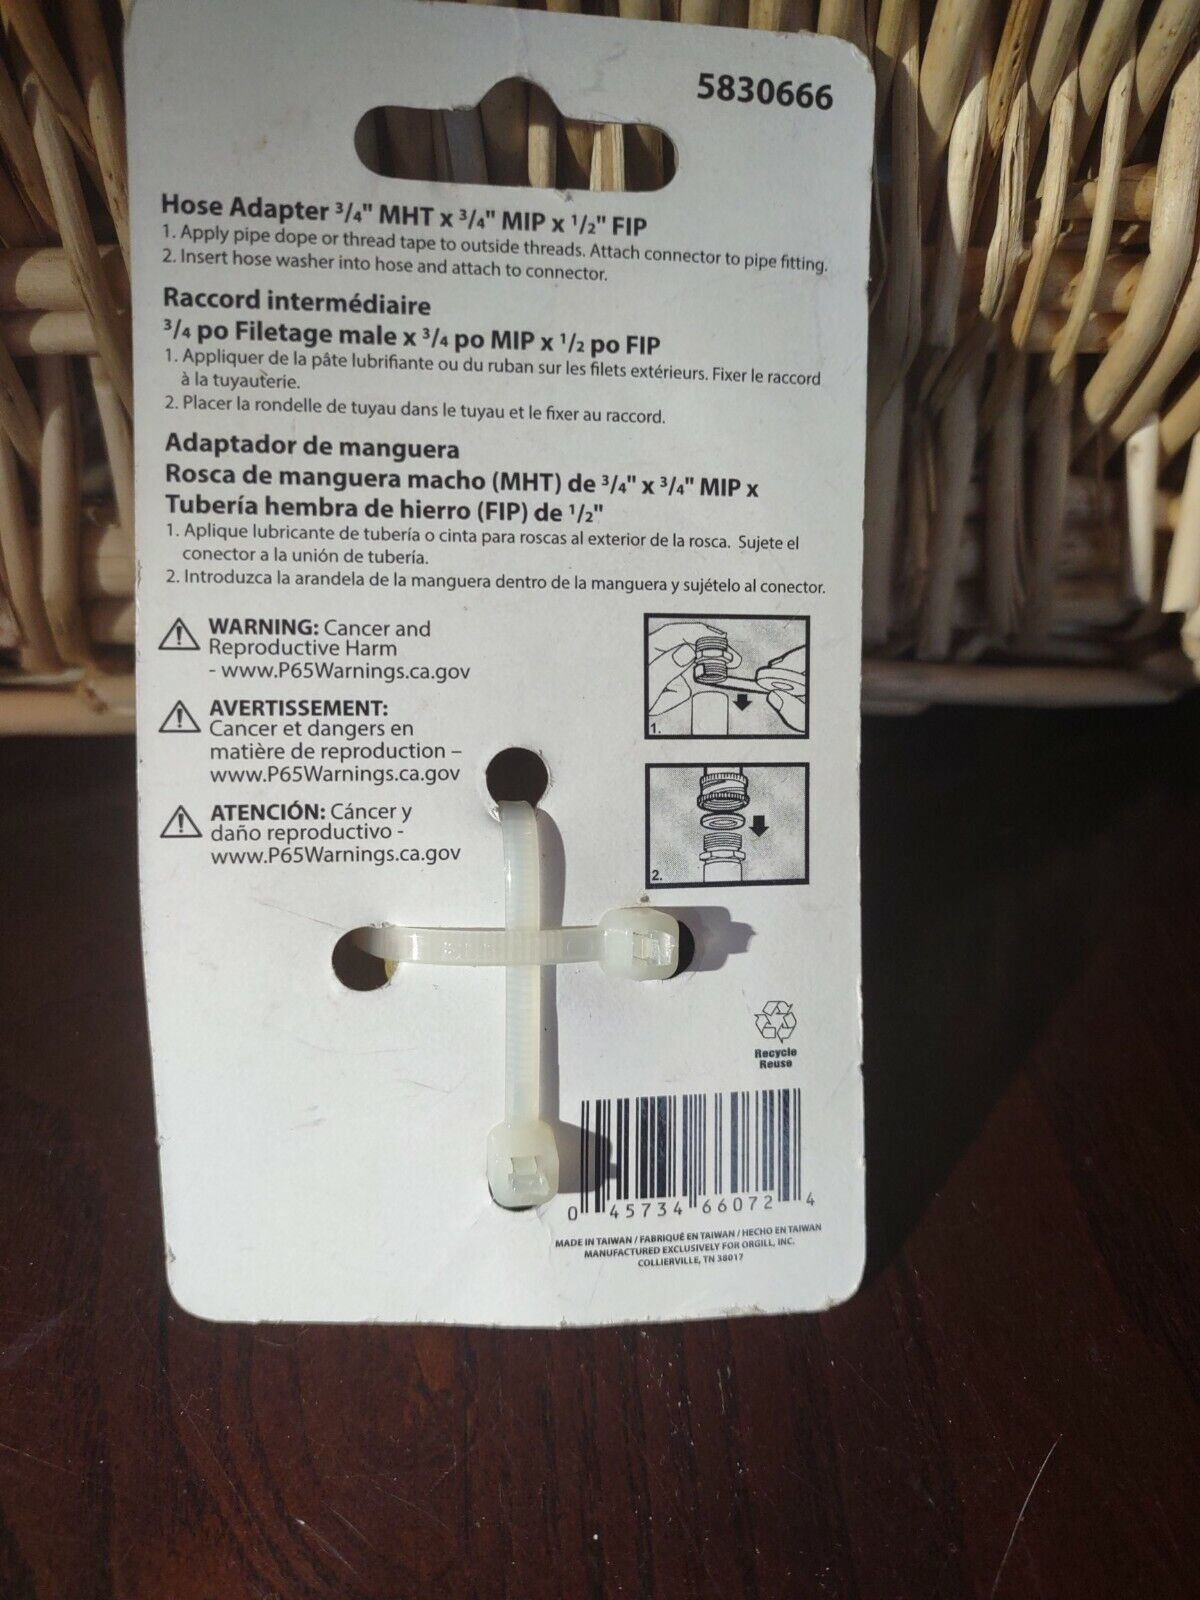 5830666
Hose Adapter ³/₄" MHT x ³/₄" MIP x ¹/₂" FIP
1. Apply pipe dope or thread tape to outside threads. Attach connector to pipe fitting.
2. Insert hose washer into hose and attach to connector.
Raccord intermédiaire
³/₄ po Filetage male x ³/₄ po MIP x ¹/₂ po FIP
1. Appliquer de la pâte lubrifiante ou du ruban sur les filets extérieurs. Fixer le raccord
à la tuyauterie.
2. Placer la rondelle de tuyau dans le tuyau et le fixer au raccord.
Adaptador de manguera
Rosca de manguera macho (MHT) de ³/₄" x ³/₄" MIP x
Tubería hembra de hierro (FIP) de ¹/₂"
1. Aplique lubricante de tubería o cinta para roscas al exterior de la rosca. Sujete el
conector a la unión de tubería.
2. Introduzca la arandela de la manguera dentro de la manguera y sujételo al conector.
WARNING: Cancer and
Reproductive Harm
- www.P65Warnings.ca.gov
AVERTISSEMENT:
Cancer et dangers en
matière de reproduction –
www.P65Warnings.ca.gov
ATENCIÓN: Cáncer y
daño reproductivo -
www.P65Warnings.ca.gov
1.
2.
Recycle
Reuse
0 45734 66072 4
MADE IN TAIWAN / FABRIQUÉ EN TAIWAN / HECHO EN TAIWAN
MANUFACTURED EXCLUSIVELY FOR ORGILL, INC.
COLLIERVILLE, TN 38017